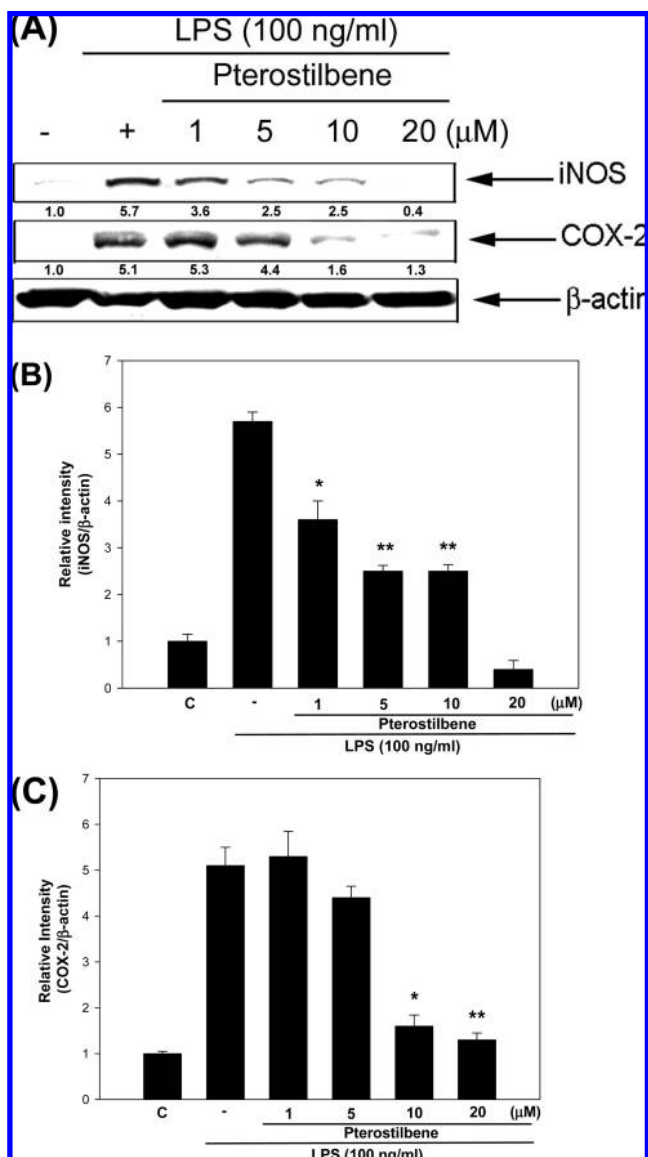 (A)
LPS (100 ng/ml)
Pterostilbene
- + 1 5 10 20 (μM)
iNOS
1.0 5.7 3.6 2.5 2.5 0.4
COX-2
1.0 5.1 5.3 4.4 1.6 1.3
β-actin
(B)
Relative intensity
(iNOS/β-actin)
7
6
5
4
3
2
1
0
*
**
**
C - 1 5 10 20 (μM)
Pterostilbene
LPS (100 ng/ml)
(C)
Relative Intensity
(COX-2/β-actin)
7
6
5
4
3
2
1
0
*
**
C - 1 5 10 20 (μM)
Pterostilbene
LPS (100 ng/ml)